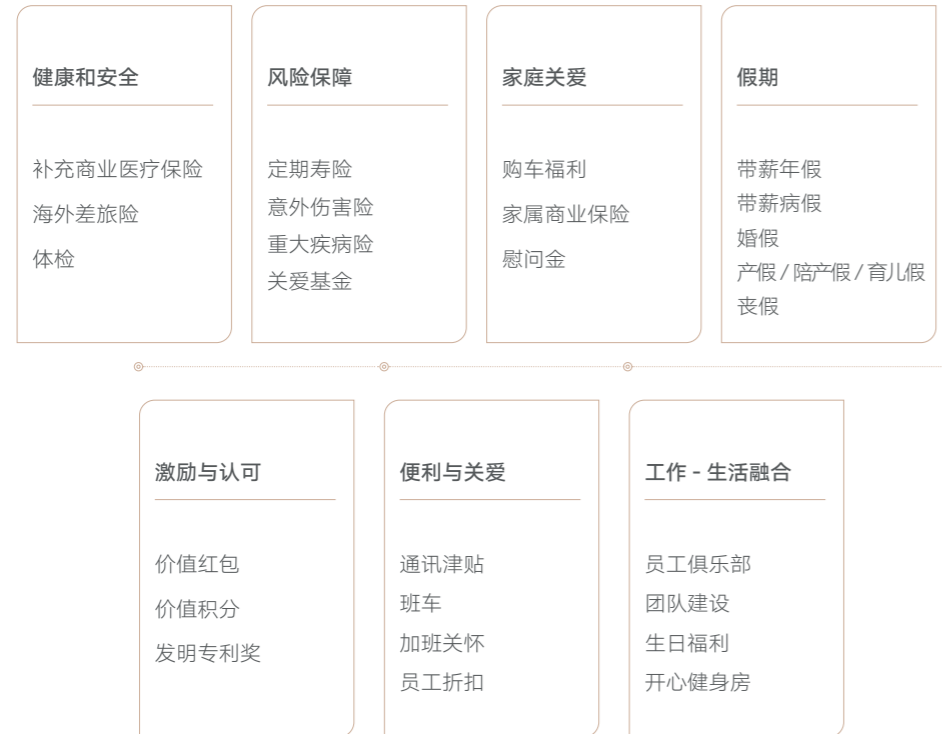 健康和安全
补充商业医疗保险
海外差旅险
体检
风险保障
定期寿险
意外伤害险
重大疾病险
关爱基金
家庭关爱
购车福利
家属商业保险
慰问金
假期
带薪年假
带薪病假
婚假
产假 / 陪产假 / 育儿假
丧假
激励与认可
价值红包
价值积分
发明专利奖
便利与关爱
通讯津贴
班车
加班关怀
员工折扣
工作 - 生活融合
员工俱乐部
团队建设
生日福利
开心健身房